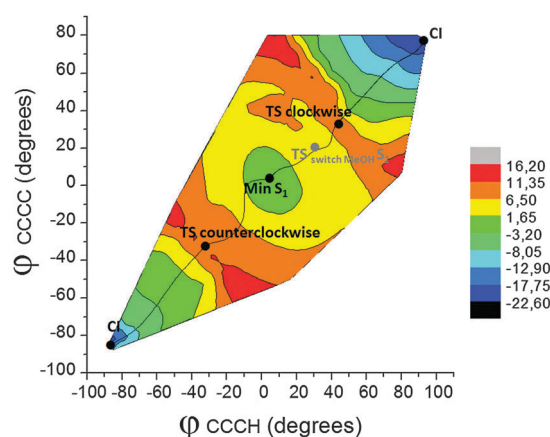 CI
80
60
TS clockwise
40
TS switch MeOH S₁
20
0
Min S₁
-20
TS counterclockwise
-40
-60
CI
-80
-100
-100 -80 -60 -40 -20 0 20 40 60 80 100
φ CCCC (degrees)
φ CCCH (degrees)
16,20
11,35
6,50
1,65
-3,20
-8,05
-12,90
-17,75
-22,60